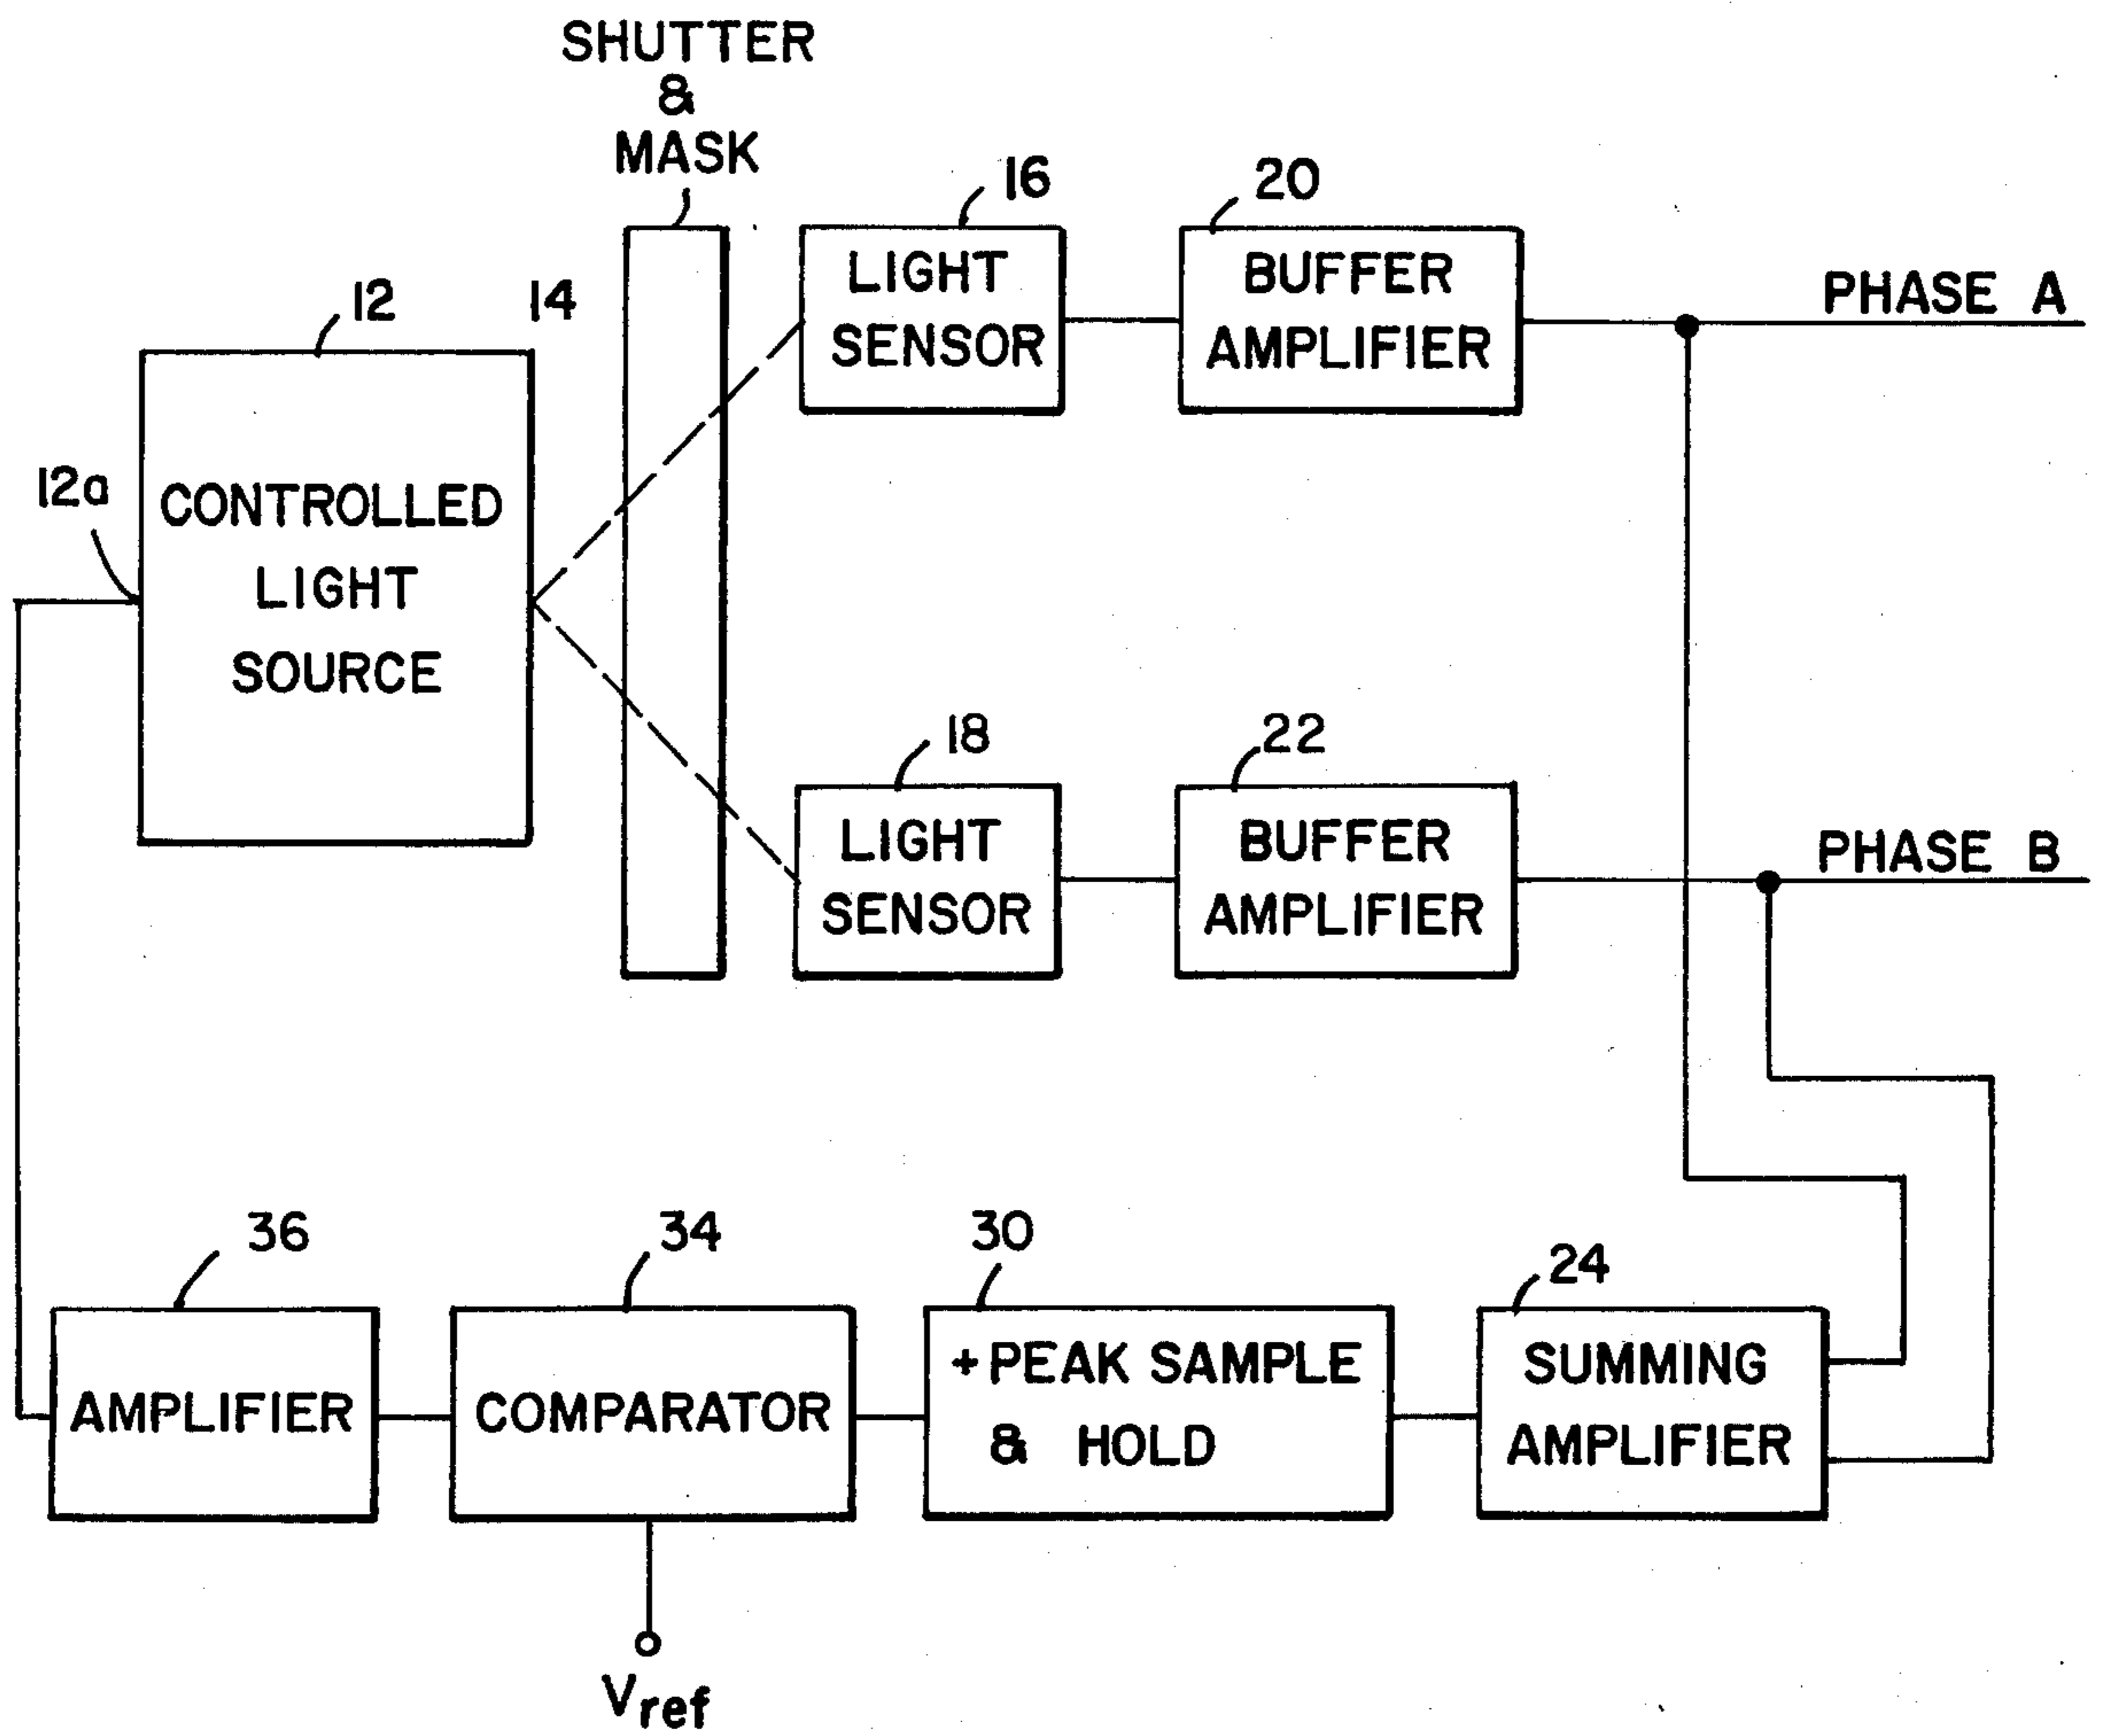 SHUTTER
&
MASK
16
20
LIGHT
SENSOR
BUFFER
AMPLIFIER
PHASE A
12
14
12a
CONTROLLED
LIGHT
SOURCE
18
22
LIGHT
SENSOR
BUFFER
AMPLIFIER
PHASE B
36
34
30
24
AMPLIFIER
COMPARATOR
+PEAK SAMPLE
& HOLD
SUMMING
AMPLIFIER
Vref